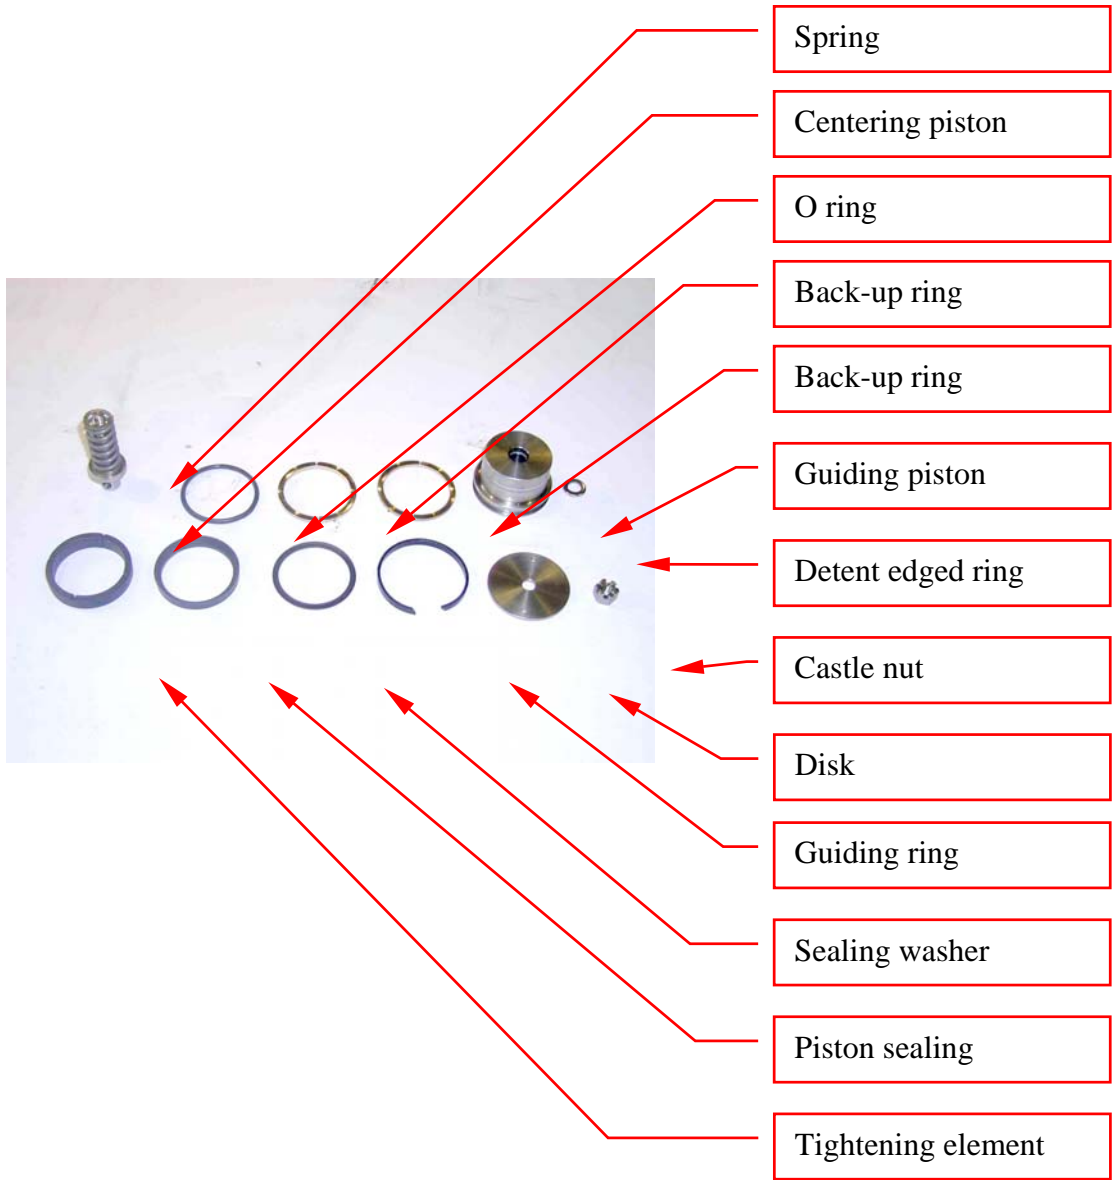 Spring
Centering piston
O ring
Back-up ring
Back-up ring
Guiding piston
Detent edged ring
Castle nut
Disk
Guiding ring
Sealing washer
Piston sealing
Tightening element